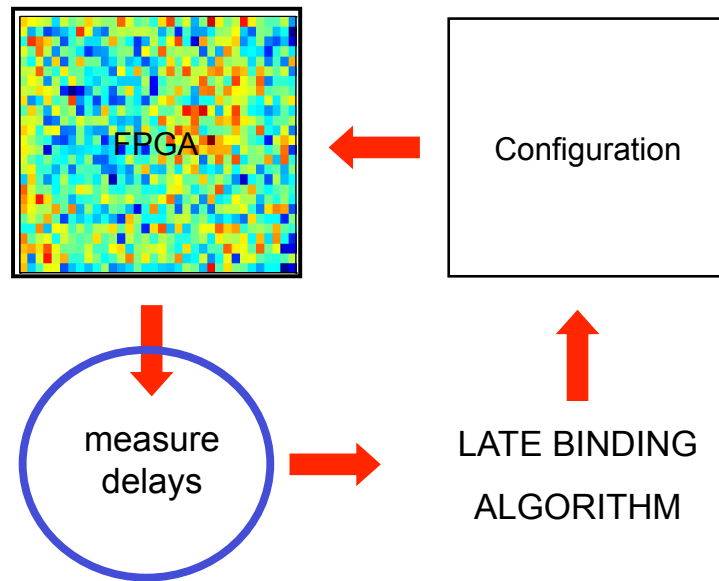 FPGA
Configuration
measure
delays
LATE BINDING
ALGORITHM